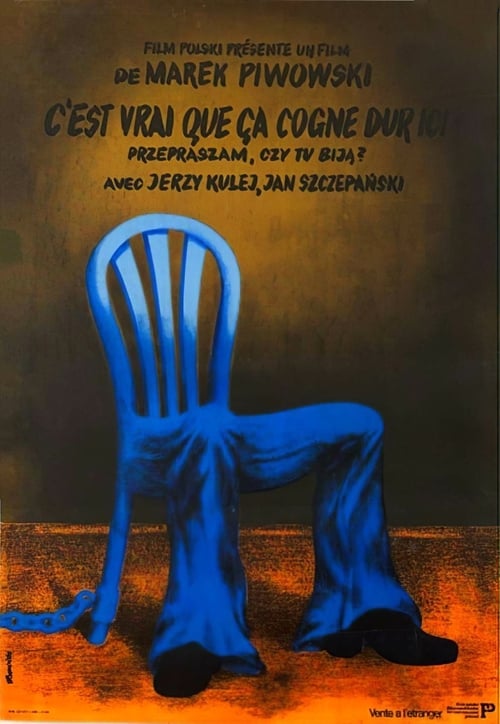 FILM POLSKI PRÉSENTE UN FILM
DE MAREK PIWOWSKI
C'EST VRAI QUE ÇA COGNE DUR ICI
PRZEPRASZAM, CZY TU BIJĄ?
AVEC JERZY KULEJ, JAN SZCZEPAŃSKI
Vente a l'etranger